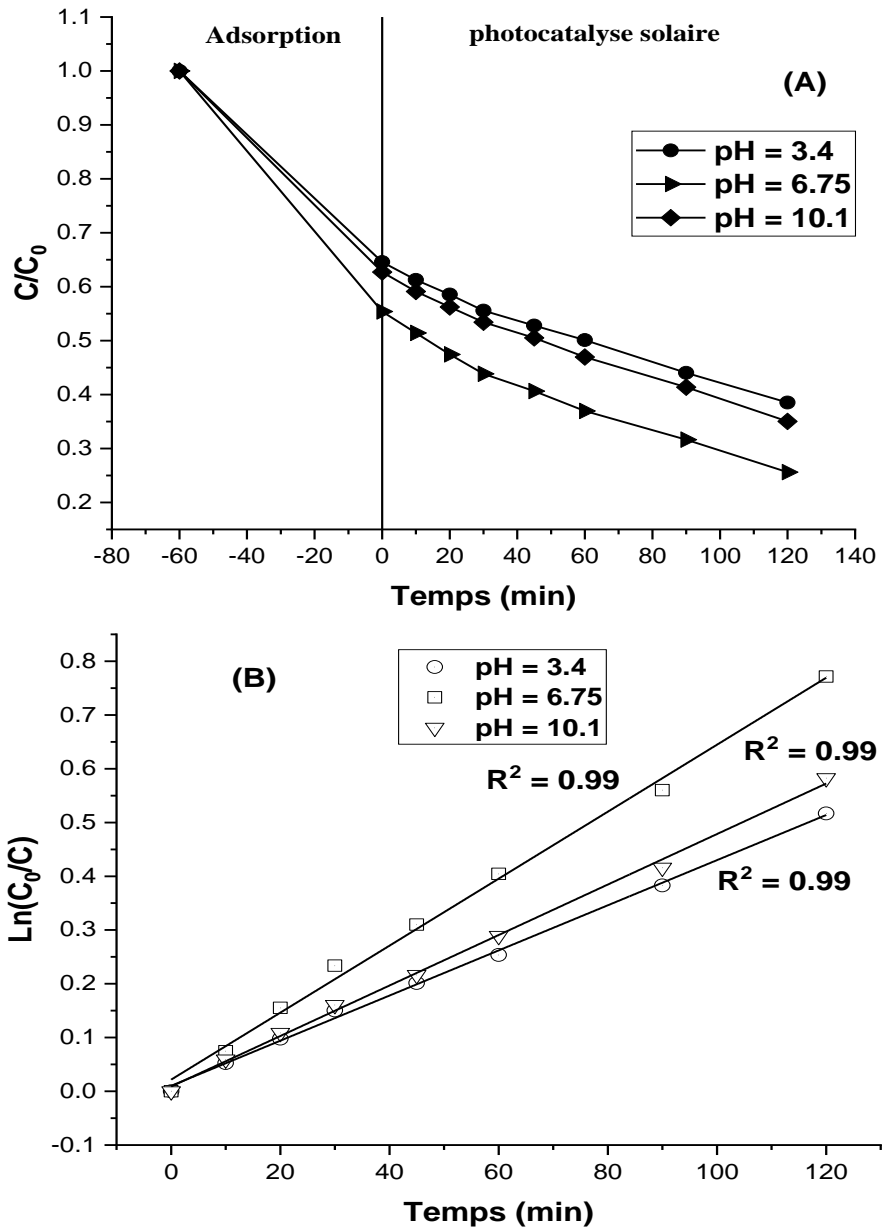 Adsorption photocatalyse solaire
(A)
pH = 3.4
pH = 6.75
pH = 10.1
C/C₀
1.1
1.0
0.9
0.8
0.7
0.6
0.5
0.4
0.3
0.2
-80 -60 -40 -20 0 20 40 60 80 100 120 140
Temps (min)
(B)
pH = 3.4
pH = 6.75
pH = 10.1
R² = 0.99
R² = 0.99
R² = 0.99
Ln(C₀/C)
0.8
0.7
0.6
0.5
0.4
0.3
0.2
0.1
0.0
-0.1
0 20 40 60 80 100 120
Temps (min)